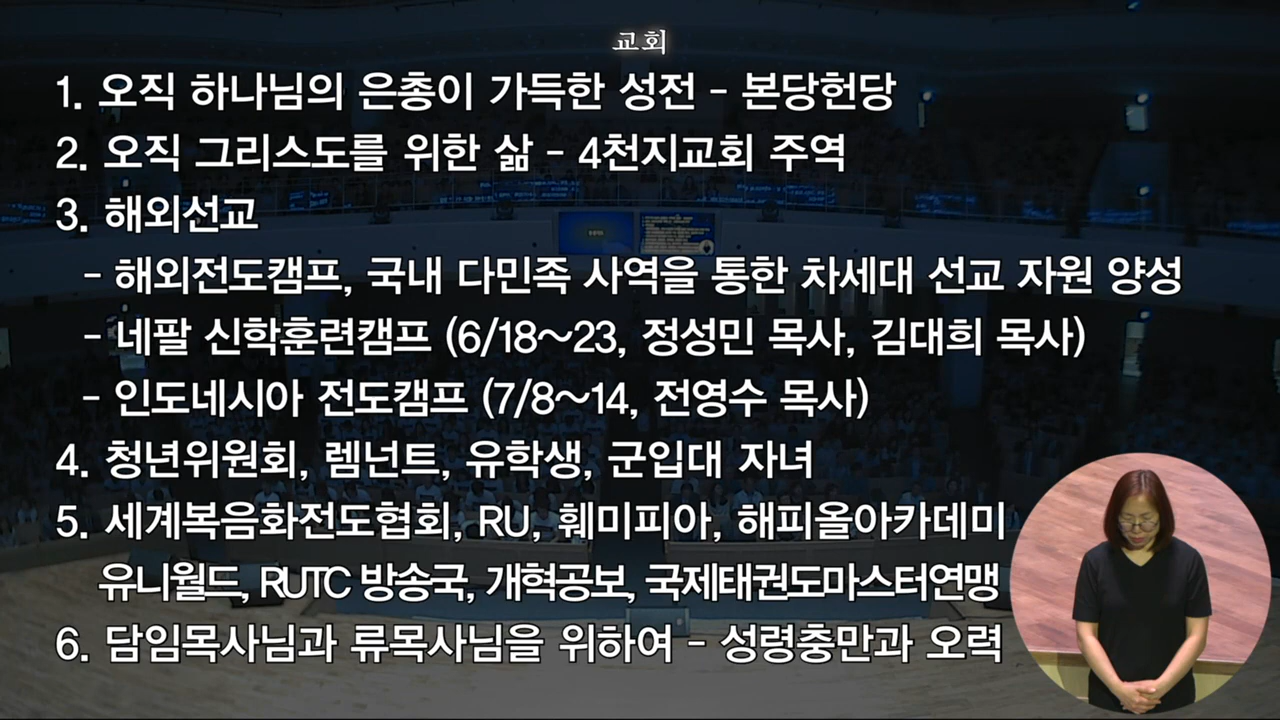 교회
1. 오직 하나님의 은총이 가득한 성전 - 본당헌당
2. 오직 그리스도를 위한 삶 - 4천지교회 주역
3. 해외선교
- 해외전도캠프, 국내 다민족 사역을 통한 차세대 선교 자원 양성
- 네팔 신학훈련캠프 (6/18~23, 정성민 목사, 김대희 목사)
- 인도네시아 전도캠프 (7/8~14, 전영수 목사)
4. 청년위원회, 렘넌트, 유학생, 군입대 자녀
5. 세계복음화전도협회, RU, 훼미피아, 해피올아카데미
유니월드, RUTC 방송국, 개혁공보, 국제태권도마스터연맹
6. 담임목사님과 류목사님을 위하여 - 성령충만과 오력